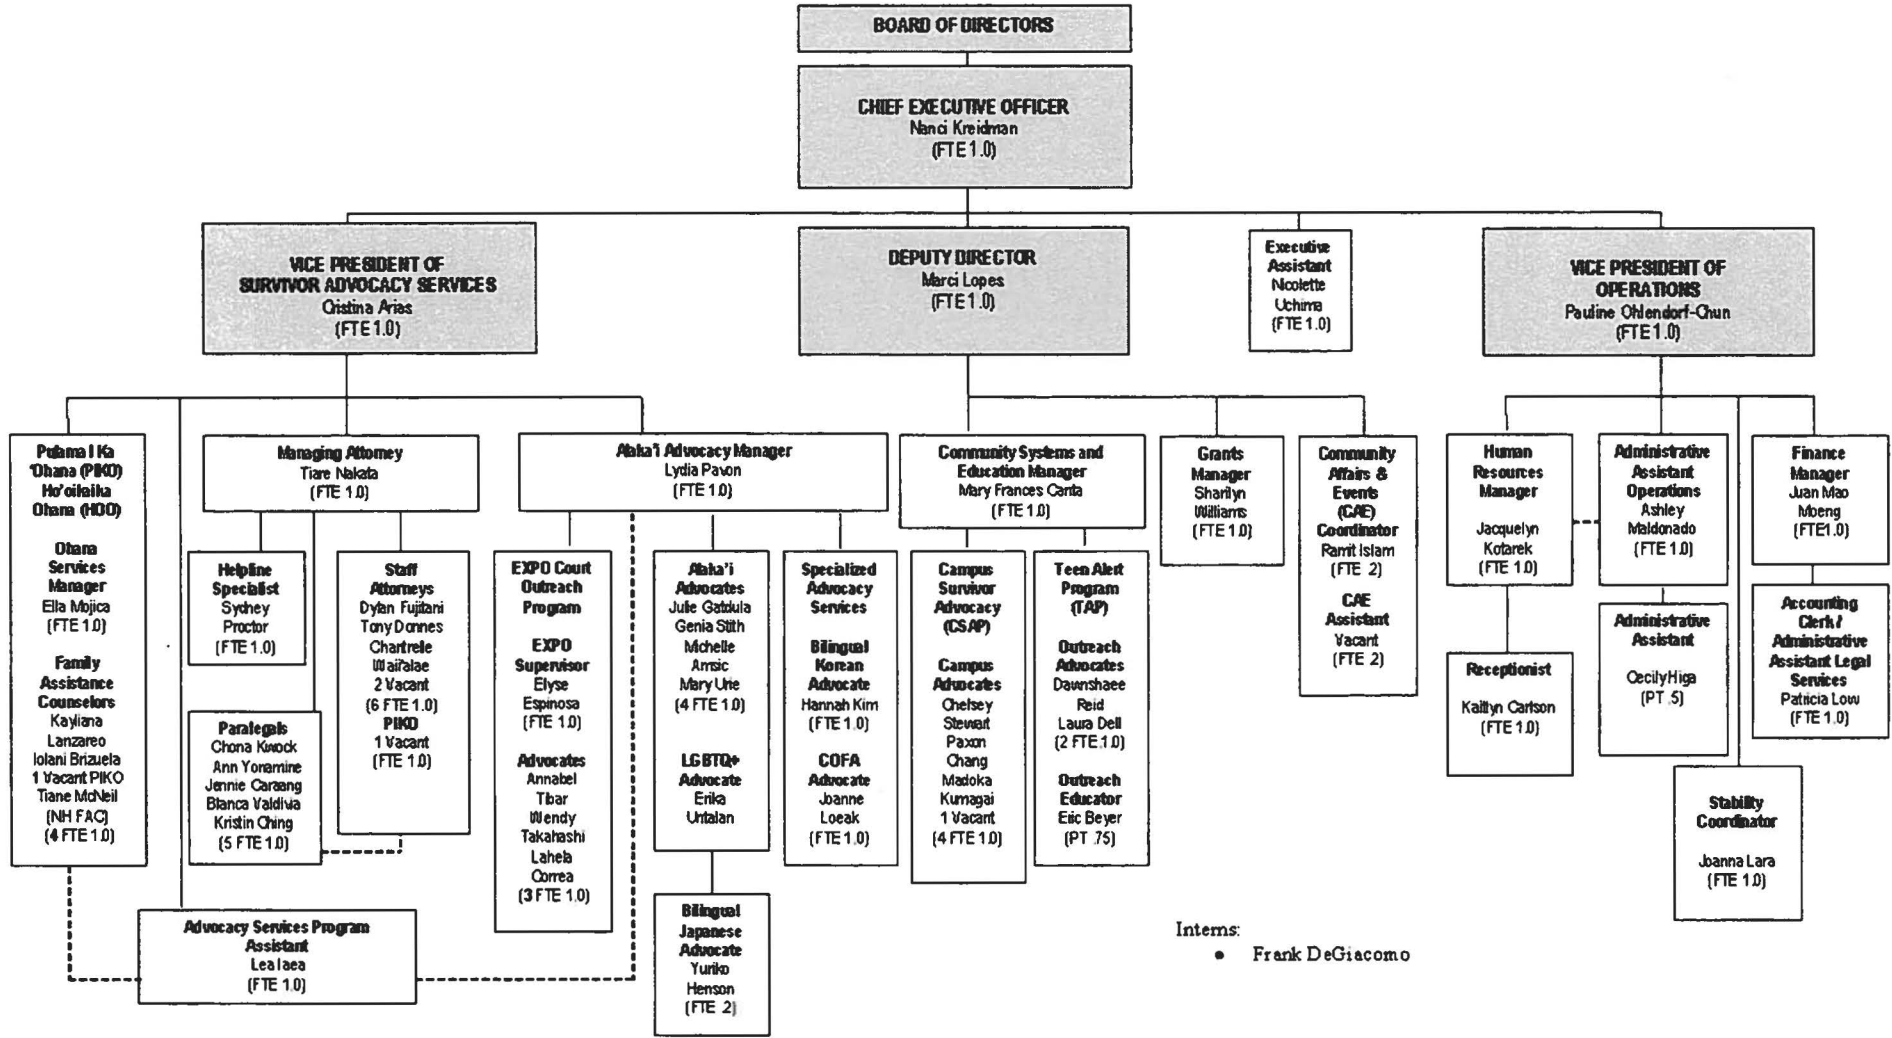 BOARD OF DIRECTORS
CHIEF EXECUTIVE OFFICER
Nanci Kreidman
(FTE 1.0)
VICE PRESIDENT OF
SURVIVOR ADVOCACY SERVICES
Cristina Arias
(FTE 1.0)
DEPUTY DIRECTOR
Marci Lopes
(FTE 1.0)
Executive
Assistant
Nicolette
Uchima
(FTE 1.0)
VICE PRESIDENT OF
OPERATIONS
Pauline Ohlendorf-Chun
(FTE 1.0)
Pulama I Ka
'Ohana (PIKO)
Ho'oikaika
Ohana (HOO)
Ohana
Services
Manager
Ella Mojica
(FTE 1.0)
Family
Assistance
Counselors
Kayliana
Lanzareo
Iolani Brizuela
1 Vacant PIKO
Tiane McNeil
(NH FAC)
(4 FTE 1.0)
Managing Attorney
Tiare Nakata
(FTE 1.0)
Helpline
Specialist
Sydney
Proctor
(FTE 1.0)
Paralegals
Chona Kwock
Ann Yonamine
Jennie Caraang
Blanca Valdivia
Kristin Ching
(5 FTE 1.0)
Staff
Attorneys
Dylan Fujitani
Tony Donnes
Chantrelle
Wai'alae
2 Vacant
(6 FTE 1.0)
PIKO
1 Vacant
(FTE 1.0)
Advocacy Services Program
Assistant
Lea Iaea
(FTE 1.0)
Alaka'i Advocacy Manager
Lydia Pavon
(FTE 1.0)
EXPO Court
Outreach
Program
EXPO
Supervisor
Elyse
Espinosa
(FTE 1.0)
Advocates
Annabel
Tibar
Wendy
Takahashi
Lahela
Correa
(3 FTE 1.0)
Alaka'i
Advocates
Julie Gatdula
Genia Stith
Michelle
Amsic
Mary Urie
(4 FTE 1.0)
LGBTQ+
Advocate
Erika
Untalan
Bilingual
Japanese
Advocate
Yuriko
Henson
(FTE .2)
Specialized
Advocacy
Services
Bilingual
Korean
Advocate
Hannah Kim
(FTE 1.0)
COFA
Advocate
Joanne
Loeak
(FTE 1.0)
Community Systems and
Education Manager
Mary Frances Canta
(FTE 1.0)
Campus
Survivor
Advocacy
(CSAP)
Campus
Advocates
Chelsey
Stewart
Paxon
Chang
Madoka
Kumagai
1 Vacant
(4 FTE 1.0)
Teen Alert
Program
(TAP)
Outreach
Advocates
Dawnshaee
Reid
Laura Dell
(2 FTE 1.0)
Outreach
Educator
Eric Beyer
(PT .75)
Grants
Manager
Sharilyn
Williams
(FTE 1.0)
Community
Affairs &
Events
(CAE)
Coordinator
Ramit Islam
(FTE .2)
CAE
Assistant
Vacant
(FTE .2)
Human
Resources
Manager
Jacquelyn
Kotarek
(FTE 1.0)
Receptionist
Kaitlyn Carlson
(FTE 1.0)
Administrative
Assistant
Operations
Ashley
Maldonado
(FTE 1.0)
Administrative
Assistant
Cecily Higa
(PT .5)
Finance
Manager
Juan Mao
Moeng
(FTE1.0)
Accounting
Clerk /
Administrative
Assistant Legal
Services
Patricia Low
(FTE 1.0)
Stability
Coordinator
Joanna Lara
(FTE 1.0)
Interns:
• Frank DeGiacomo